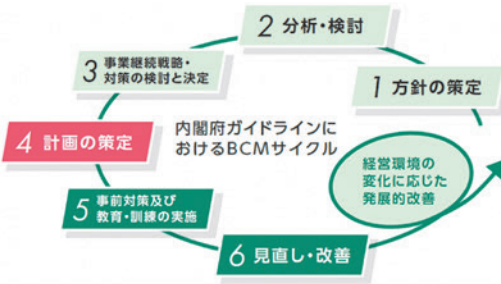 2 分析・検討
3 事業継続戦略・
対策の検討と決定
1 方針の策定
4 計画の策定
内閣府ガイドラインに
おけるBCMサイクル
経営環境の
変化に応じた
発展的改善
5 事前対策及び
教育・訓練の実施
6 見直し・改善